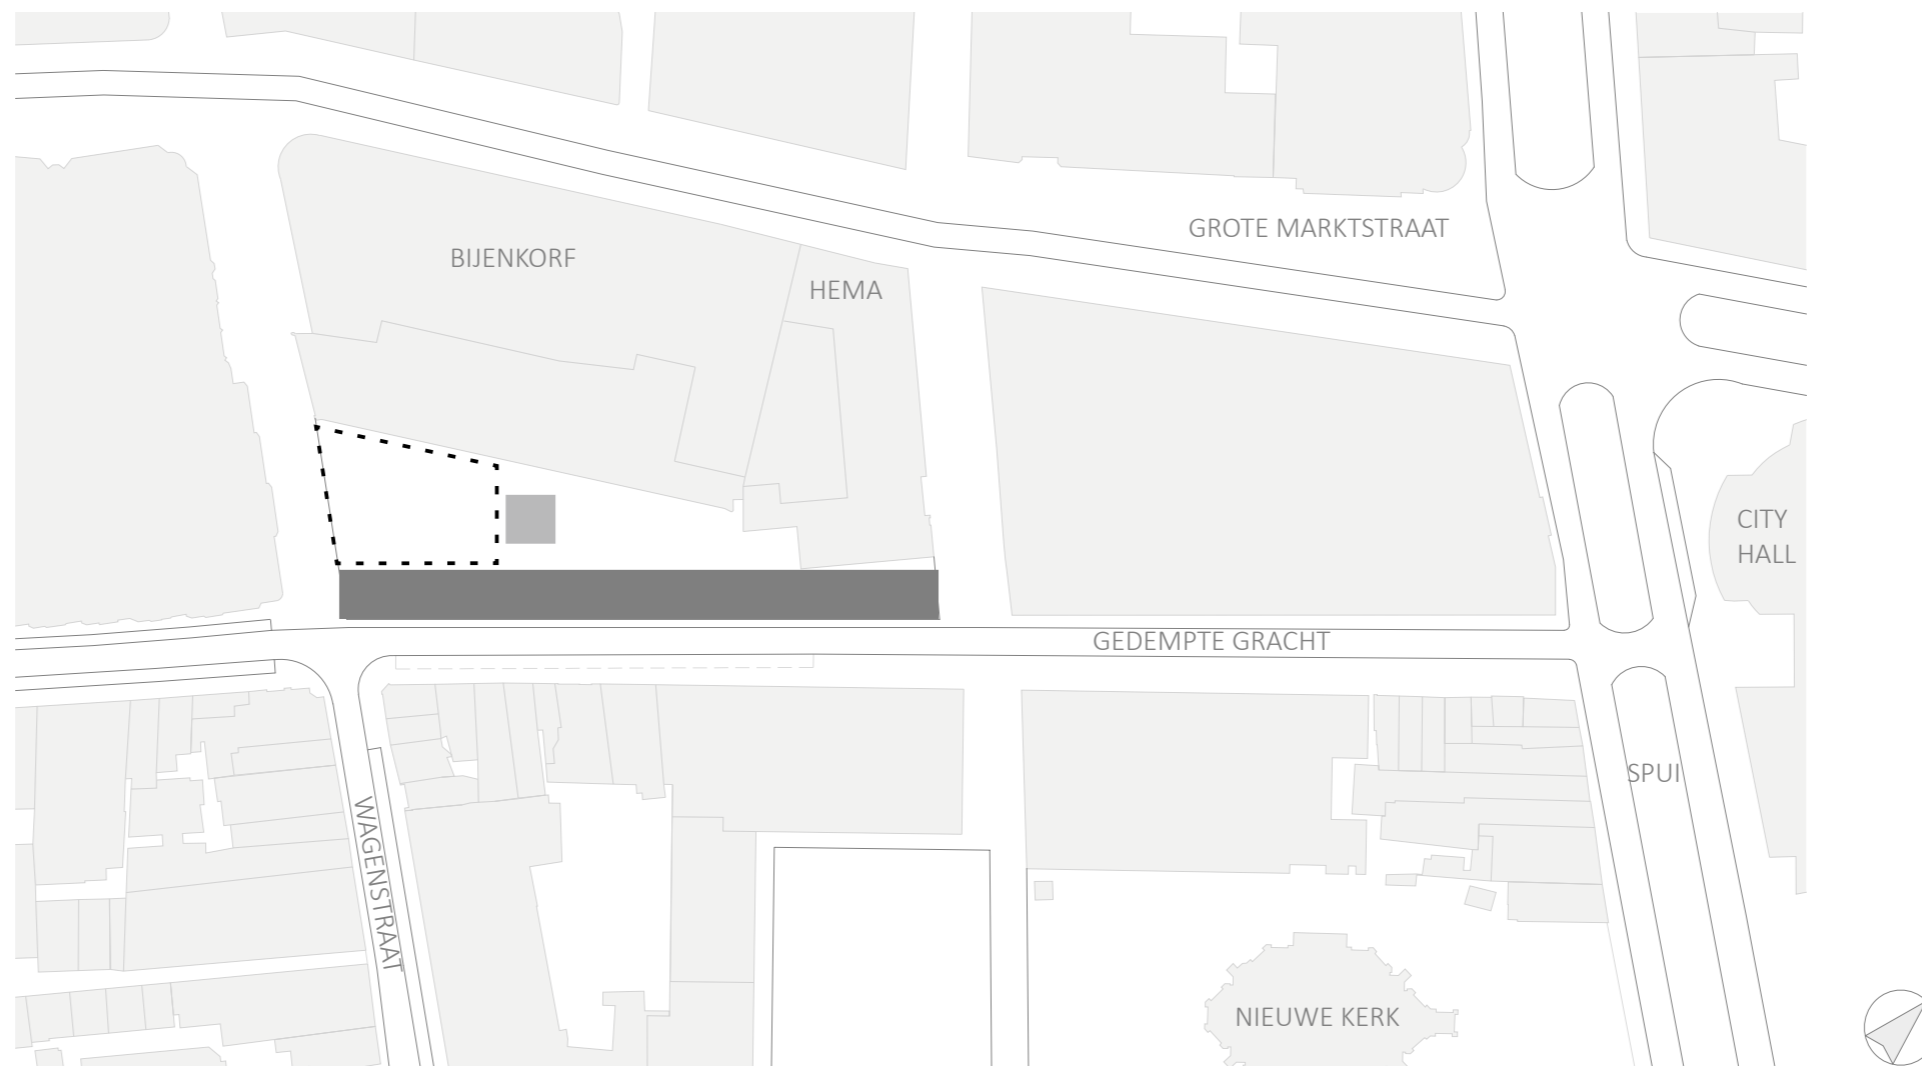 GROTE MARKTSTRAAT
BIJENKORF
HEMA
CITY
HALL
GEDEMPTE GRACHT
SPUI
WAGENSTRAAT
NIEUWE KERK